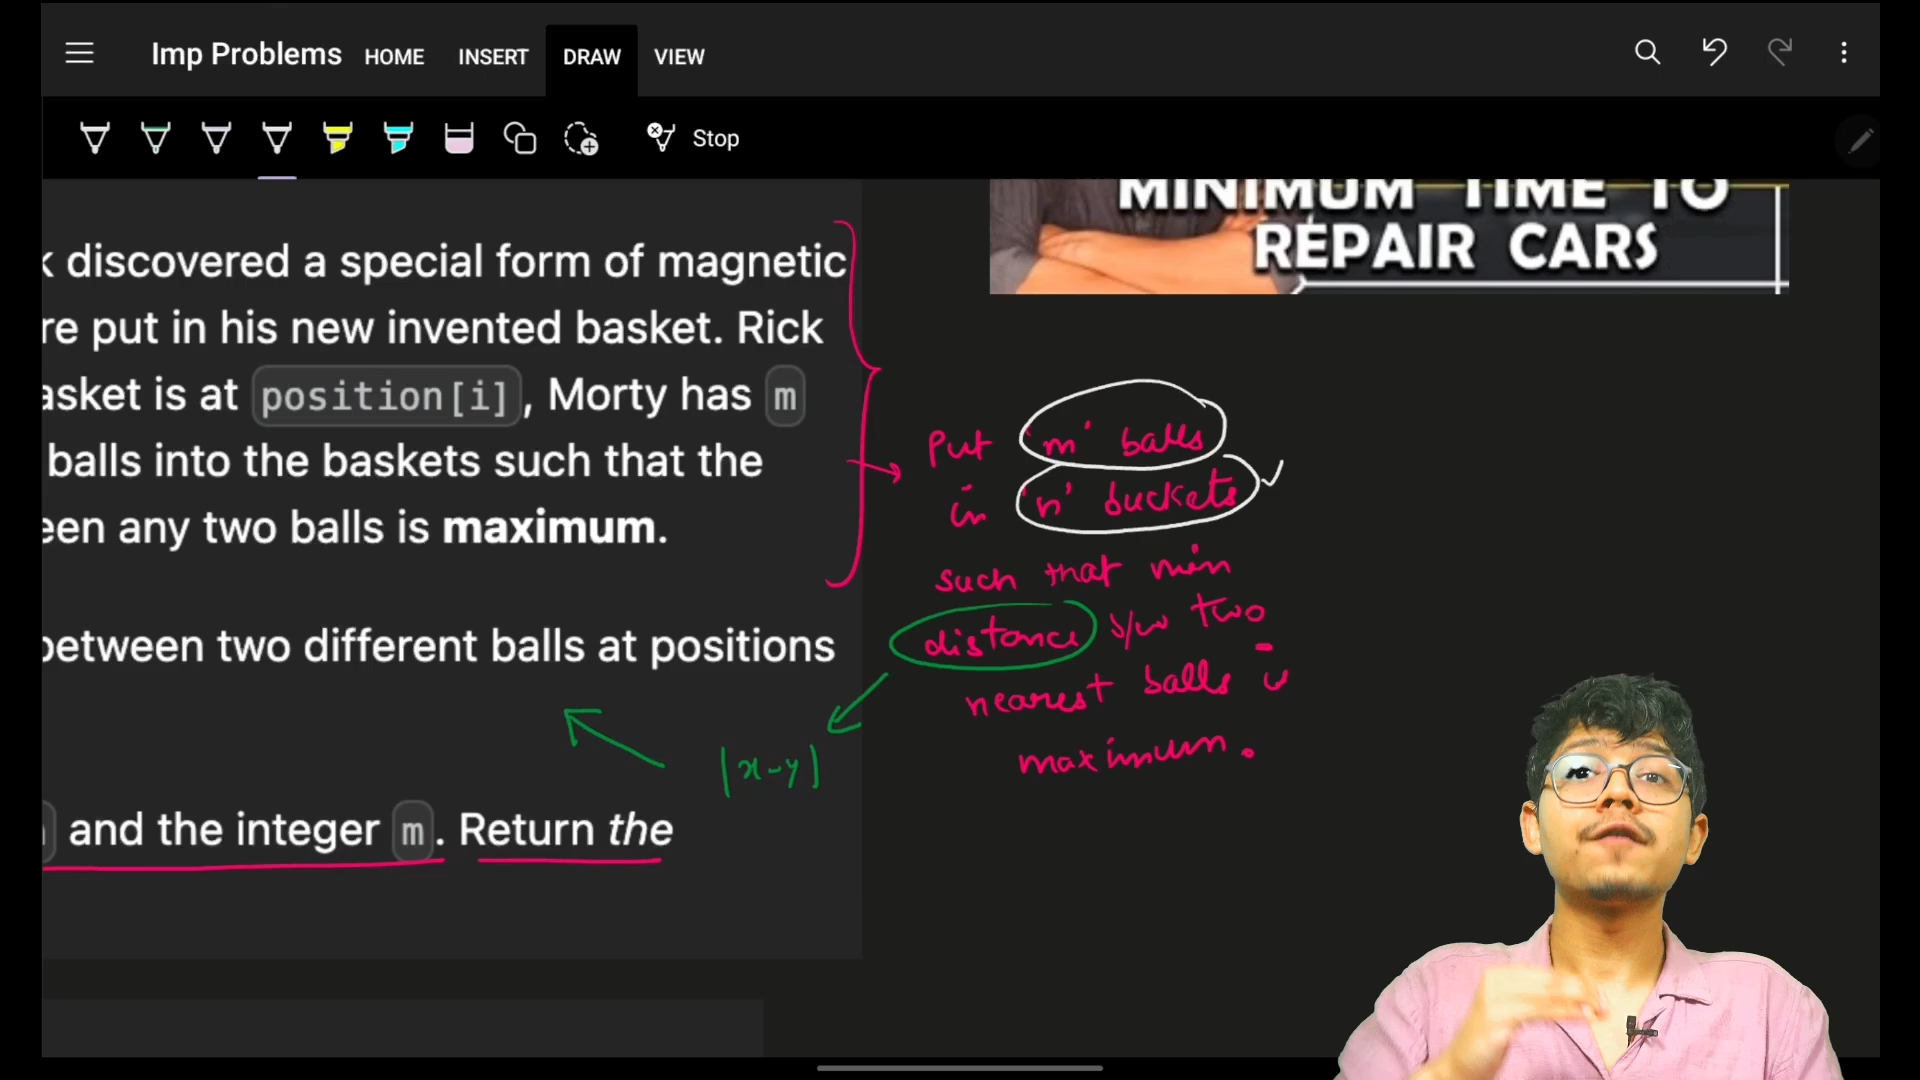 Imp Problems HOME INSERT DRAW VIEW
Stop
MINIMUM TIME TO
REPAIR CARS
k discovered a special form of magnetic
re put in his new invented basket. Rick
asket is at position[i], Morty has m
balls into the baskets such that the
een any two balls is maximum.
between two different balls at positions
and the integer m. Return the
Put 'm' balls
in 'n' buckets
such that min
distance b/w two
nearest balls is
maximum.
|x-y|